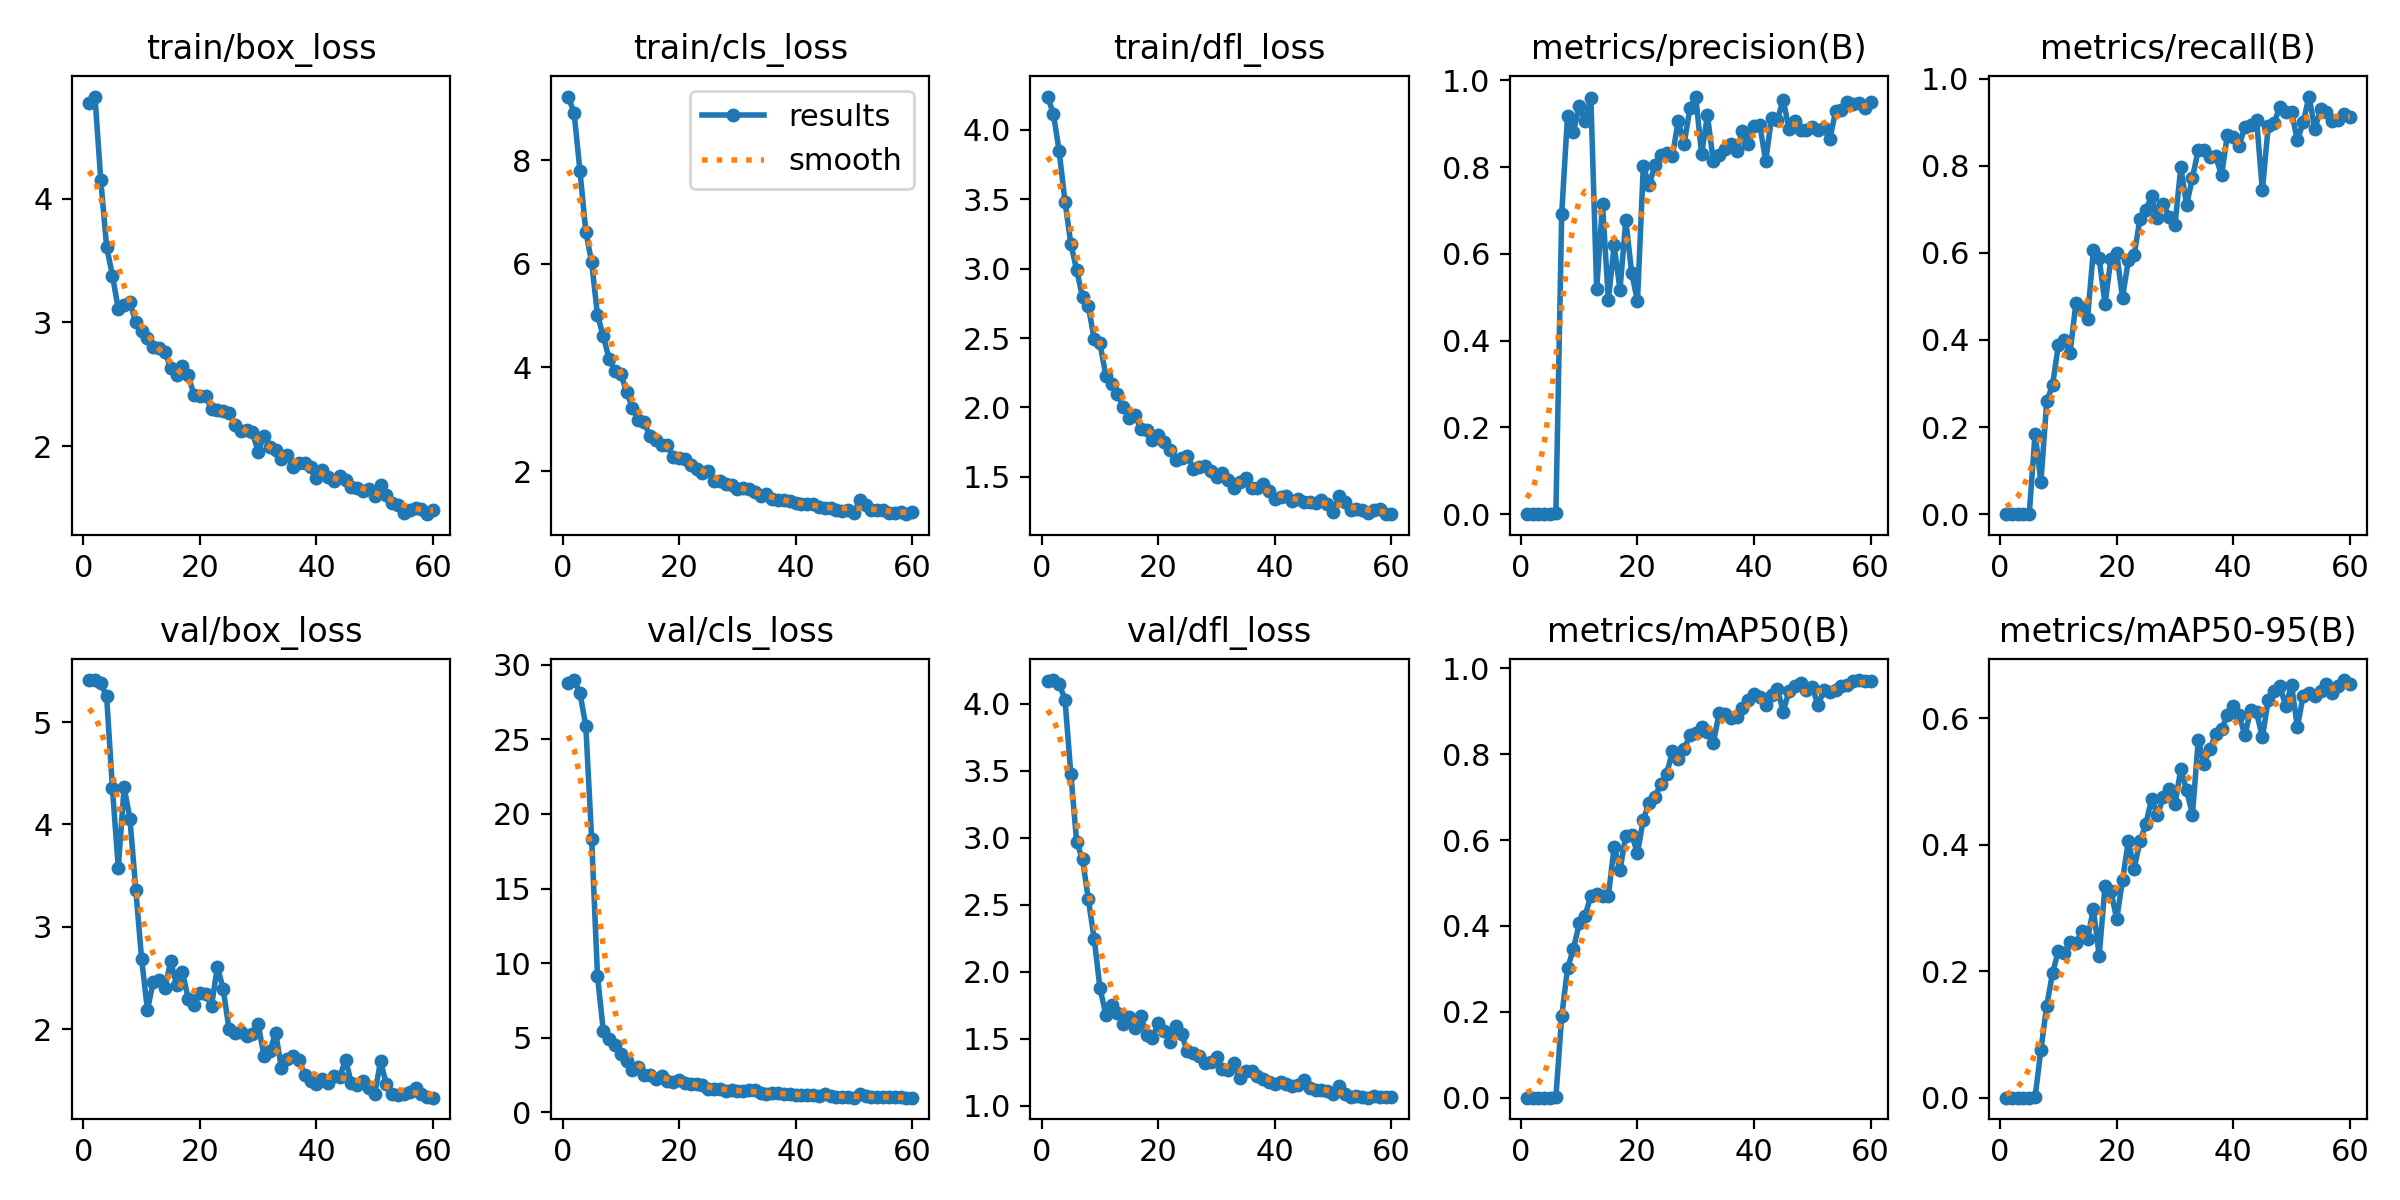 train/box_loss
4
3
2
0 20 40 60
train/cls_loss
results
smooth
8
6
4
2
0 20 40 60
train/dfl_loss
4.0
3.5
3.0
2.5
2.0
1.5
0 20 40 60
metrics/precision(B)
1.0
0.8
0.6
0.4
0.2
0.0
0 20 40 60
metrics/recall(B)
1.0
0.8
0.6
0.4
0.2
0.0
0 20 40 60
val/box_loss
5
4
3
2
0 20 40 60
val/cls_loss
30
25
20
15
10
5
0
0 20 40 60
val/dfl_loss
4.0
3.5
3.0
2.5
2.0
1.5
1.0
0 20 40 60
metrics/mAP50(B)
1.0
0.8
0.6
0.4
0.2
0.0
0 20 40 60
metrics/mAP50-95(B)
0.6
0.4
0.2
0.0
0 20 40 60